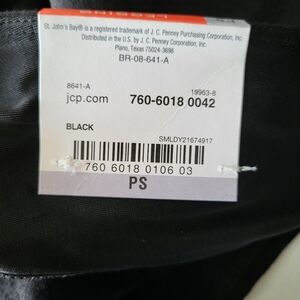 LEGGING
St. John's Bay® is a registered trademark of J. C. Penney Purchasing Corporation, Inc.
Distributed in the U.S. by J. C. Penney Corporation, Inc.
Plano, Texas 75024-3698
BR-08-641-A
8641-A 19963-8
jcp.com 760-6018 0042
BLACK
SMLDY21674917
760 6018 0106 03
PS